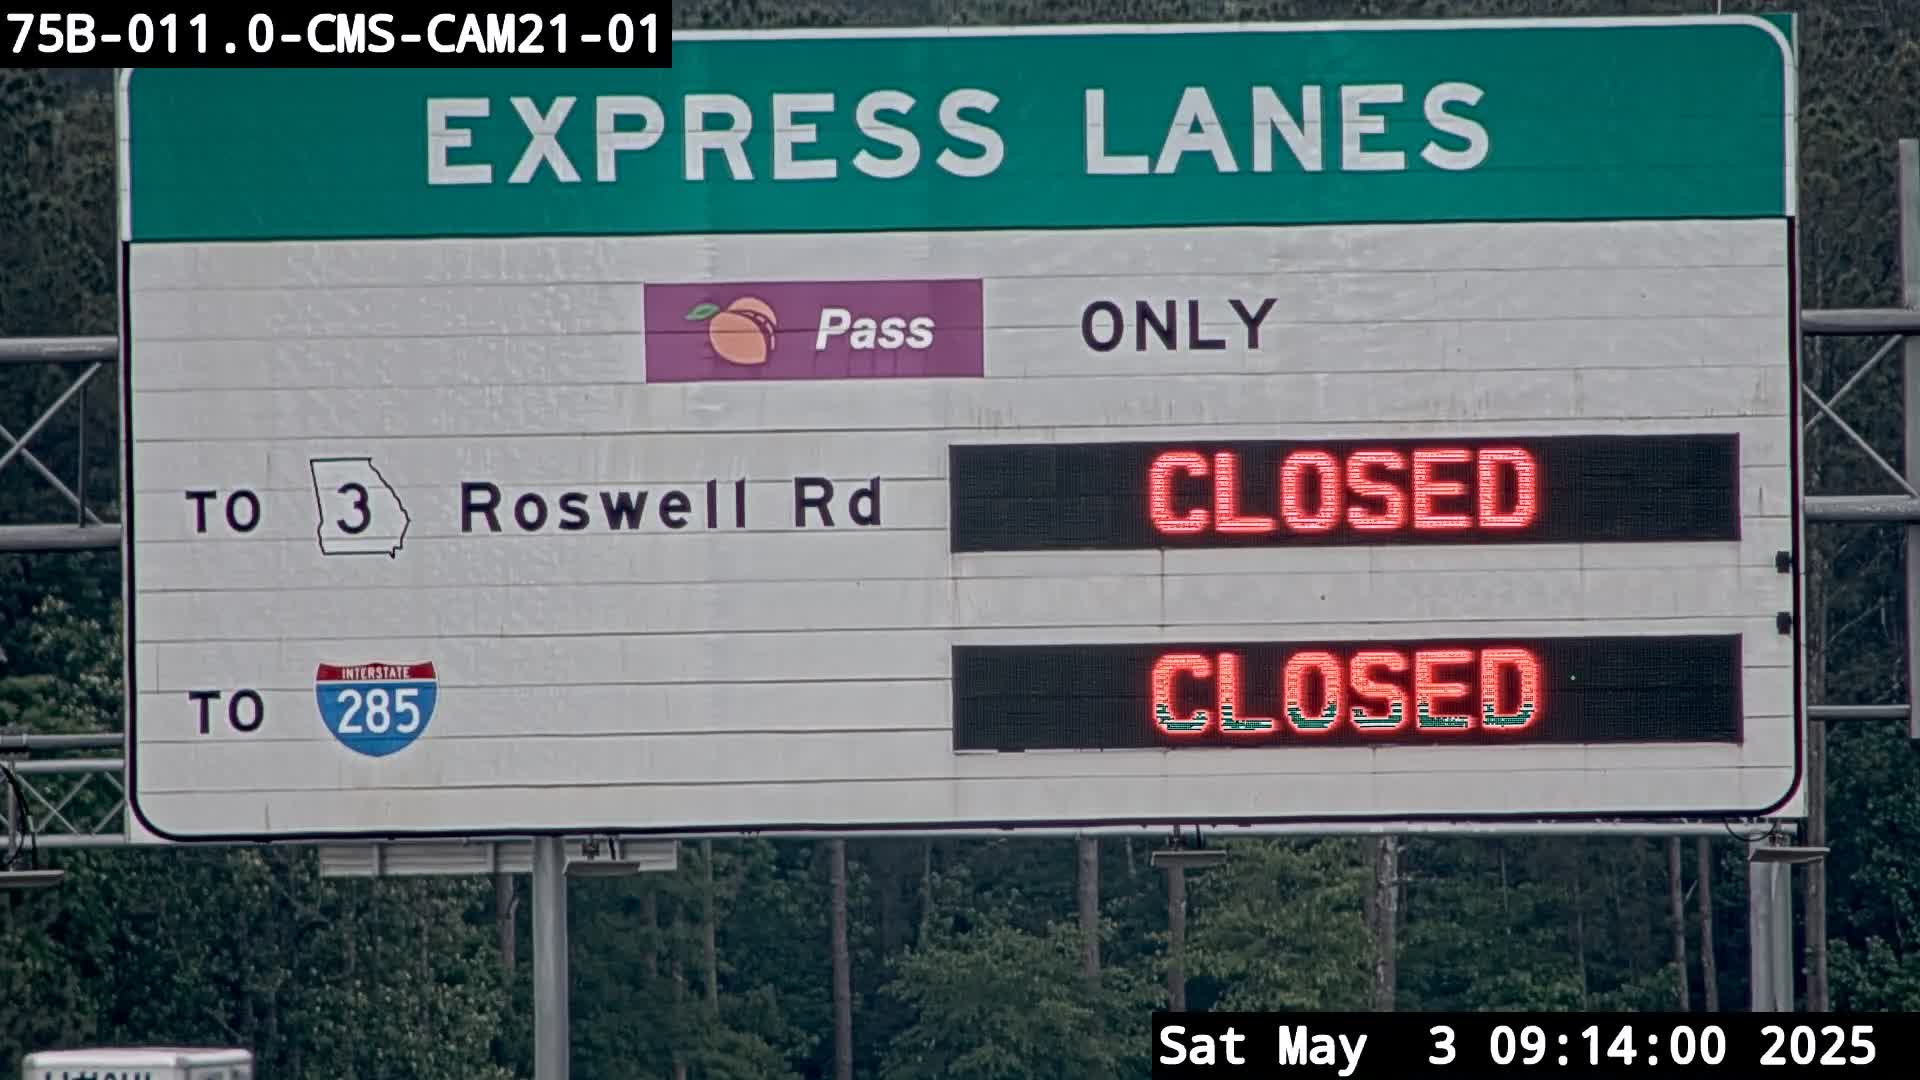 75B-011.0-CMS-CAM21-01
EXPRESS LANES
Pass ONLY
TO 3 Roswell Rd CLOSED
INTERSTATE
TO 285 CLOSED
Sat May 3 09:14:00 2025